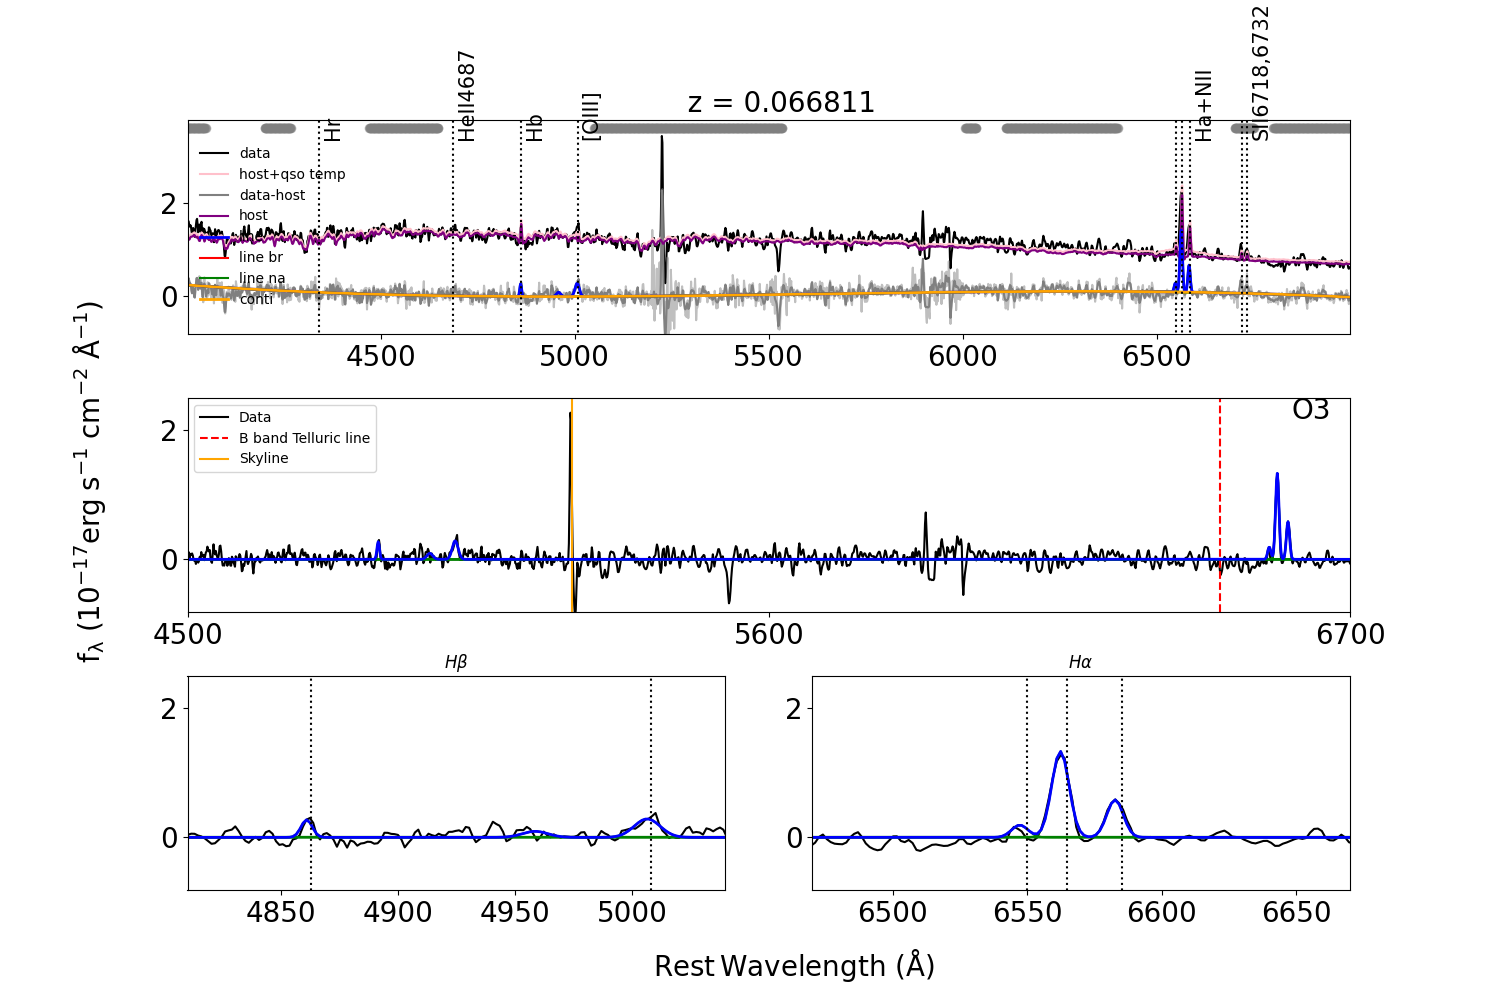 z = 0.066811
Hr
HeII4687
Hb
[OIII]
Ha+NII
SII6718,6732
data
host+qso temp
data-host
host
line br
line na
conti
2
0
4500 5000 5500 6000 6500
Data
B band Telluric line
Skyline
O3
2
0
4500 5600 6700
fλ (10⁻¹⁷erg s⁻¹ cm⁻² Å⁻¹)
Hβ
2
0
4850 4900 4950 5000
Hα
2
0
6500 6550 6600 6650
Rest Wavelength (Å)